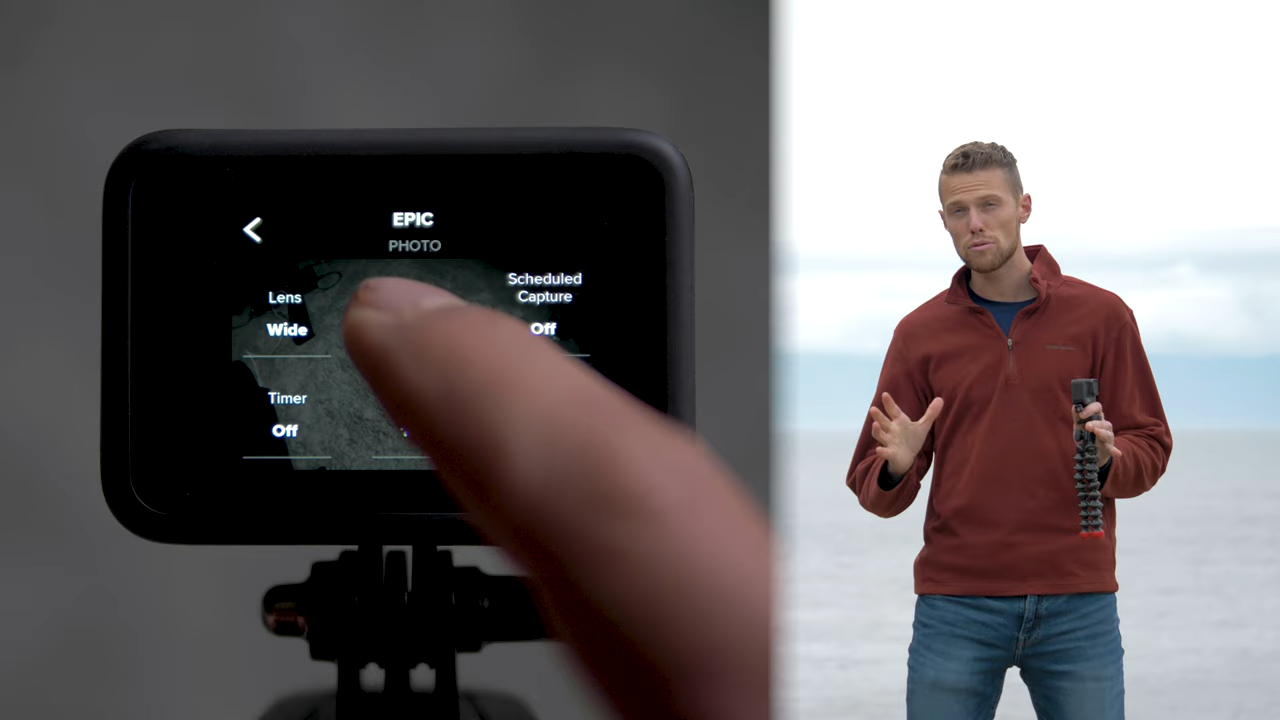 EPIC
PHOTO
Lens
Wide
Scheduled
Capture
Off
Timer
Off